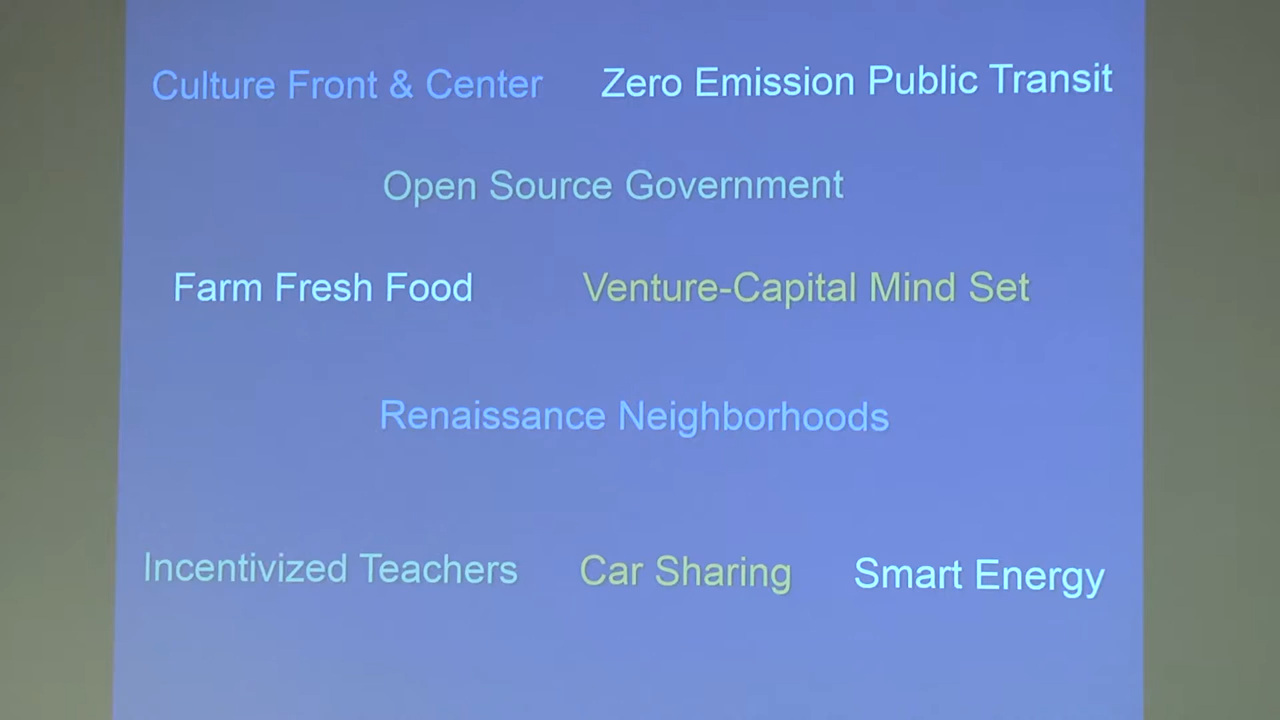 Culture Front & Center
Zero Emission Public Transit
Open Source Government
Farm Fresh Food
Venture-Capital Mind Set
Renaissance Neighborhoods
Incentivized Teachers
Car Sharing
Smart Energy